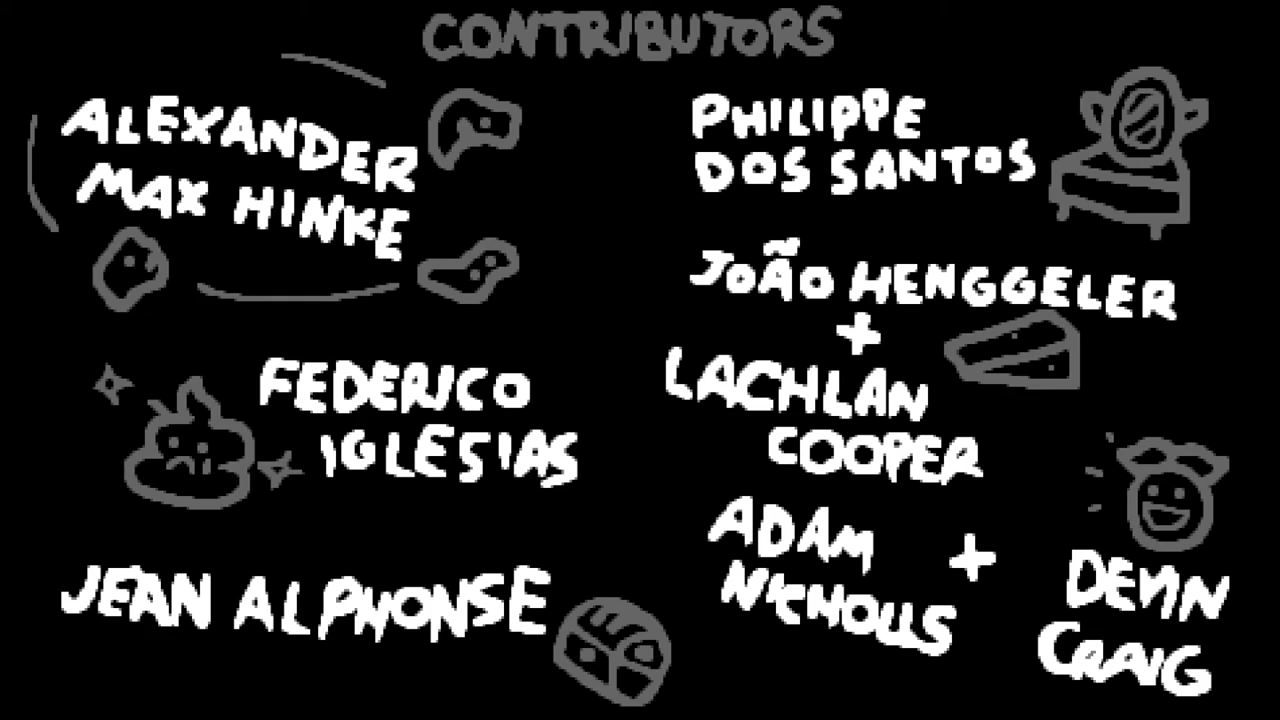 CONTRIBUTORS
ALEXANDER
MAX HINKE
FEDERICO
IGLESIAS
JEAN ALPHONSE
PHILIPPE
DOS SANTOS
JOÃO HENGGELER
+
LACHLAN
COOPER
ADAM
NICHOLLS
+
DEVIN
CRAIG